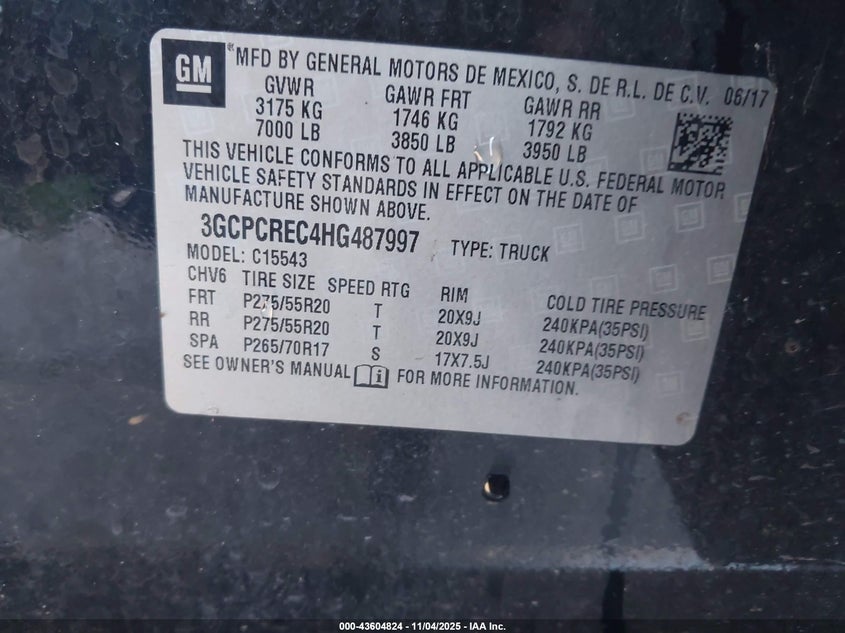 GM
® MFD BY GENERAL MOTORS DE MEXICO, S. DE R.L. DE C.V. 06/17
GVWR GAWR FRT GAWR RR
3175 KG 1746 KG 1792 KG
7000 LB 3850 LB 3950 LB
THIS VEHICLE CONFORMS TO ALL APPLICABLE U.S. FEDERAL MOTOR
VEHICLE SAFETY STANDARDS IN EFFECT ON THE DATE OF
MANUFACTURE SHOWN ABOVE.
3GCPCREC4HG487997 TYPE: TRUCK
MODEL: C15543
CHV6 TIRE SIZE SPEED RTG RIM COLD TIRE PRESSURE
FRT P275/55R20 T 20X9J 240KPA(35PSI)
RR P275/55R20 T 20X9J 240KPA(35PSI)
SPA P265/70R17 S 17X7.5J 240KPA(35PSI)
SEE OWNER'S MANUAL i FOR MORE INFORMATION.
000-43604824 - 11/04/2025 - IAA Inc.